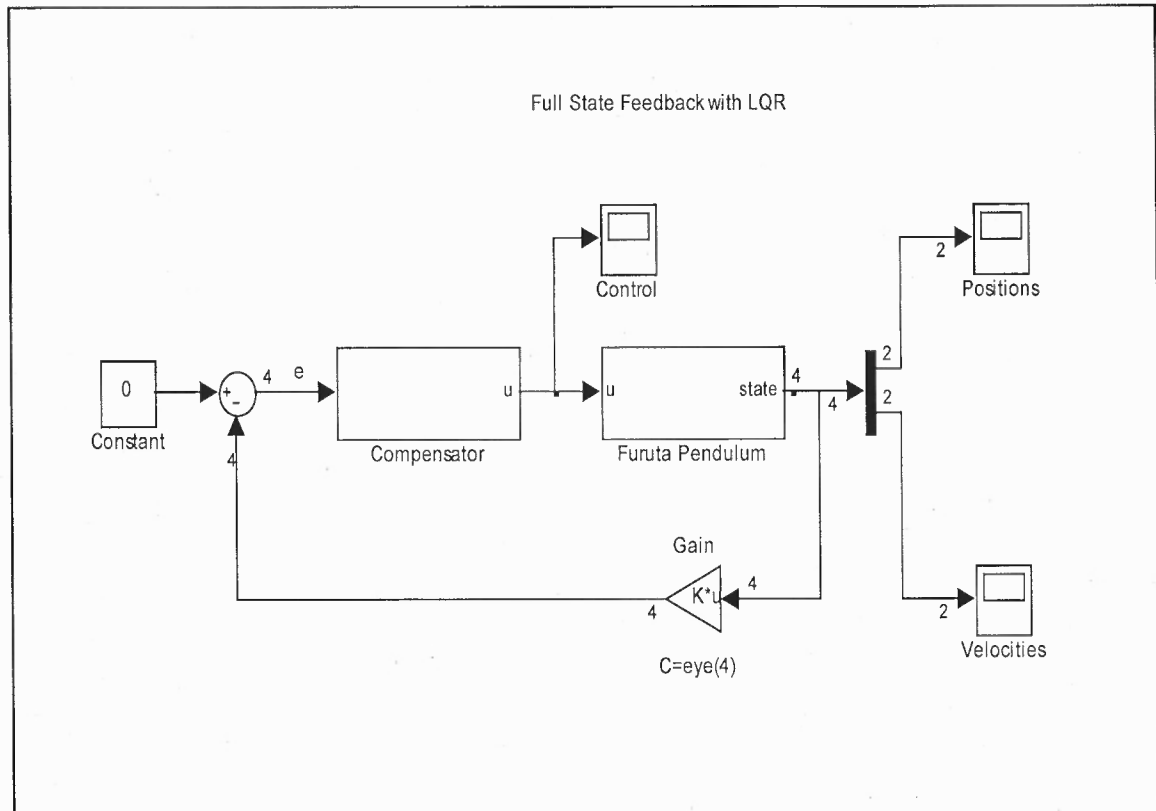 Full State Feedback with LQR
Control
2
Positions
0
Constant
+
-
4
e
u
Compensator
u
state
Furuta Pendulum
4
4
2
2
4
Gain
K*u
4
4
C=eye(4)
2
Velocities